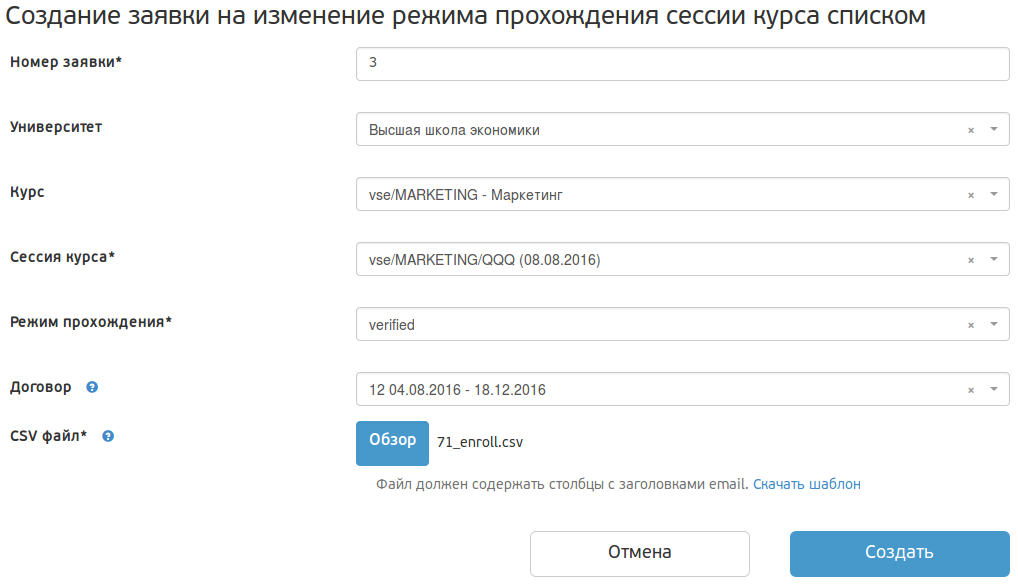 Создание заявки на изменение режима прохождения сессии курса списком
Номер заявки* 3
Университет Высшая школа экономики × 
Курс vse/MARKETING - Маркетинг ×
Сессия курса* vse/MARKETING/QQQ (08.08.2016) ×
Режим прохождения* verified ×
Договор ? 12 04.08.2016 - 18.12.2016 ×
CSV файл* ? Обзор 71_enroll.csv
Файл должен содержать столбцы с заголовками email. Скачать шаблон
Отмена Создать